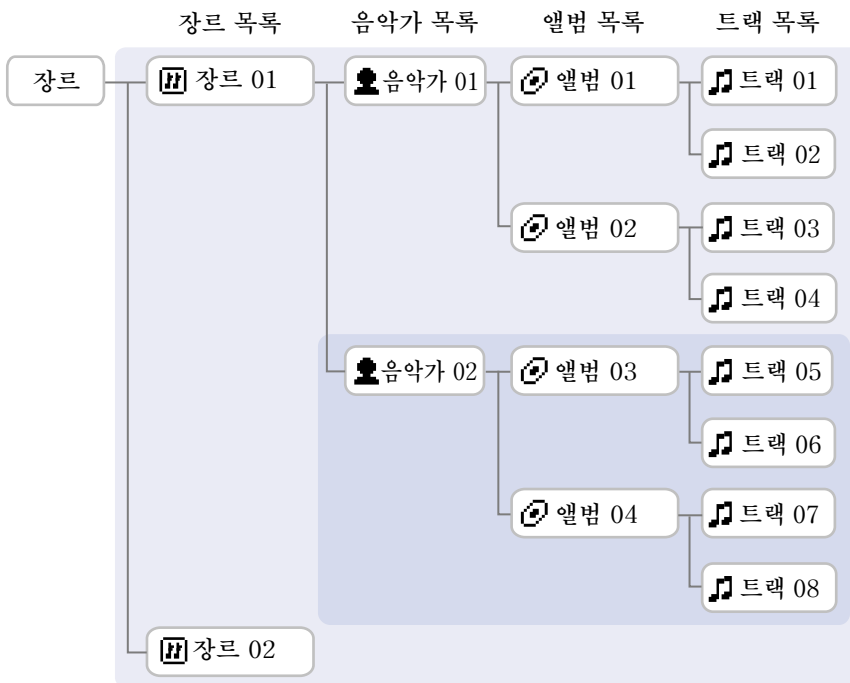 장르 목록 음악가 목록 앨범 목록 트랙 목록
장르 장르 01 음악가 01 앨범 01 트랙 01
트랙 02
앨범 02 트랙 03
트랙 04
음악가 02 앨범 03 트랙 05
트랙 06
앨범 04 트랙 07
트랙 08
장르 02